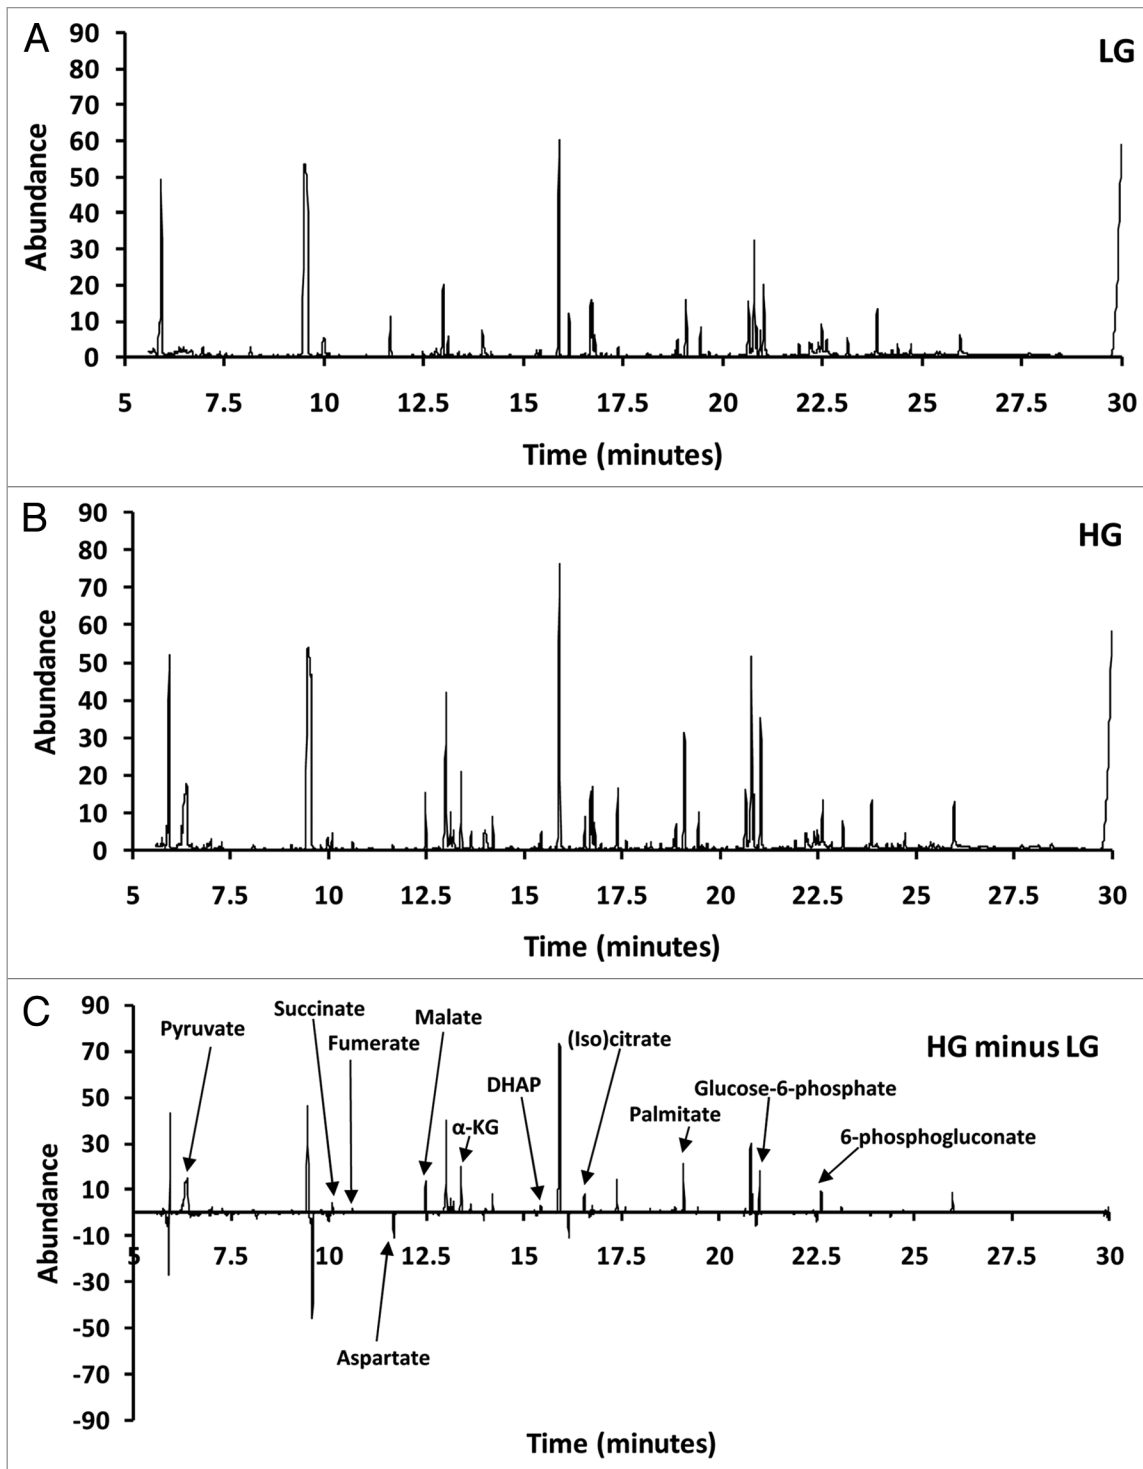 A
LG
90
80
70
60
50
40
30
20
10
0
Abundance
5 7.5 10 12.5 15 17.5 20 22.5 25 27.5 30
Time (minutes)
B
HG
90
80
70
60
50
40
30
20
10
0
Abundance
5 7.5 10 12.5 15 17.5 20 22.5 25 27.5 30
Time (minutes)
C
HG minus LG
90
70
50
30
10
-10
-30
-50
-70
-90
Abundance
Pyruvate
Succinate
Fumerate
Malate
α-KG
DHAP
(Iso)citrate
Palmitate
Glucose-6-phosphate
6-phosphogluconate
Aspartate
5 7.5 10 12.5 15 17.5 20 22.5 25 27.5 30
Time (minutes)